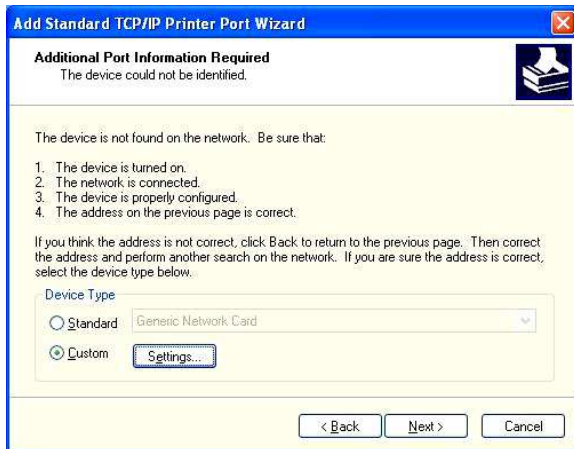 Add Standard TCP/IP Printer Port Wizard
Additional Port Information Required
The device could not be identified.
The device is not found on the network. Be sure that:
1. The device is turned on.
2. The network is connected.
3. The device is properly configured.
4. The address on the previous page is correct.
If you think the address is not correct, click Back to return to the previous page. Then correct
the address and perform another search on the network. If you are sure the address is correct,
select the device type below.
Device Type
Standard
Generic Network Card
Custom
Settings...
< Back
Next >
Cancel